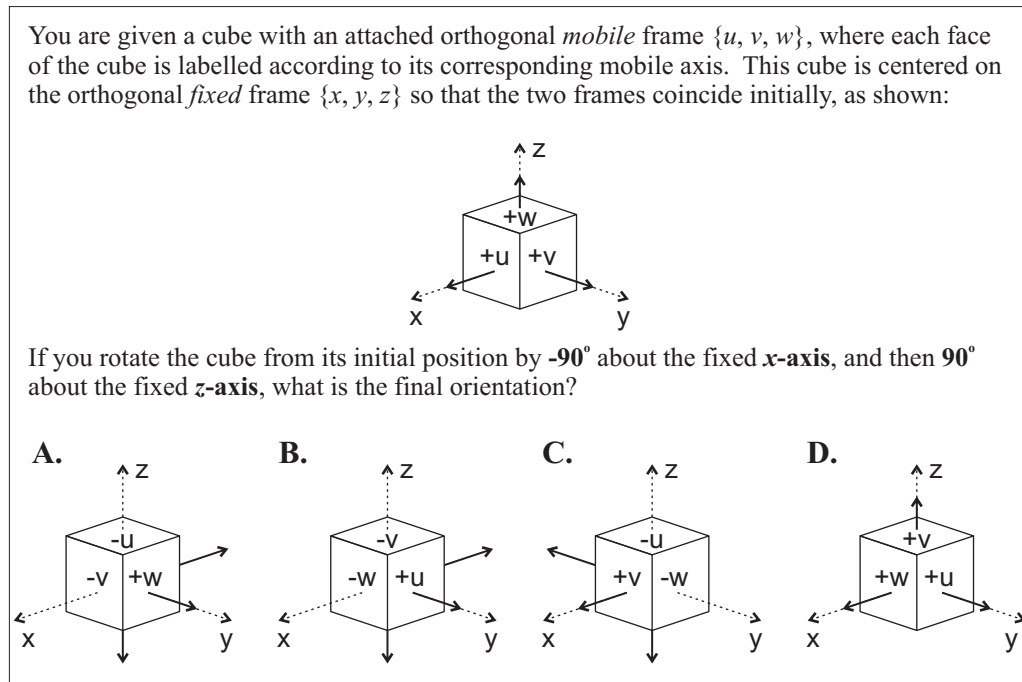 You are given a cube with an attached orthogonal mobile frame {u, v, w}, where each face
of the cube is labelled according to its corresponding mobile axis.  This cube is centered on
the orthogonal fixed frame {x, y, z} so that the two frames coincide initially, as shown:
z
+w
+u +v
x y
If you rotate the cube from its initial position by -90° about the fixed x-axis, and then 90°
about the fixed z-axis, what is the final orientation?
A. B. C. D.
z z z z
-u -v -u +v
-v +w -w +u +v -w +w +u
x y x y x y x y